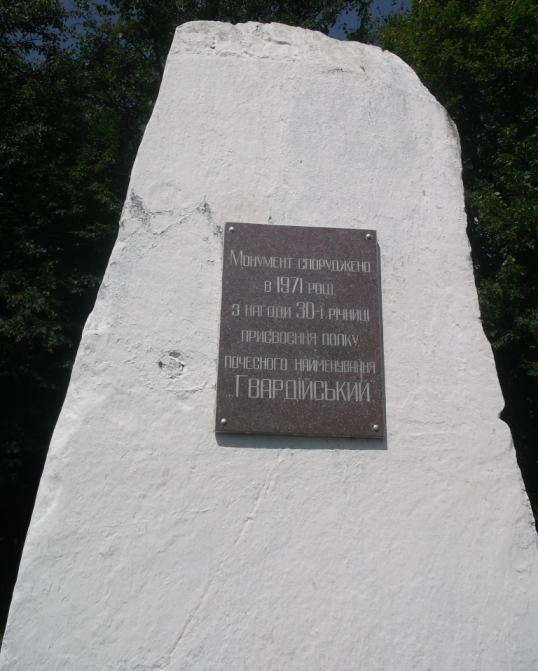 Монумент споруджено
в 1971 році
з нагоди 30-ї річниці
присвоєння полку
почесного найменування
"Гвардійський"